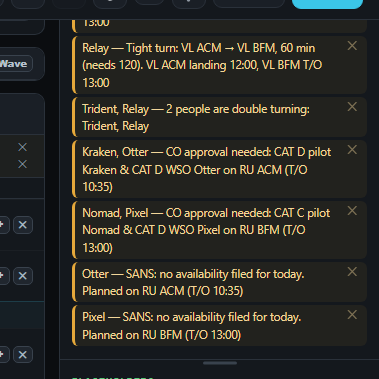 13:00
Wave
Relay — Tight turn: VL ACM → VL BFM, 60 min
(needs 120). VL ACM landing 12:00, VL BFM T/O
13:00
Trident, Relay — 2 people are double turning:
Trident, Relay
Kraken, Otter — CO approval needed: CAT D pilot
Kraken & CAT D WSO Otter on RU ACM (T/O
10:35)
Nomad, Pixel — CO approval needed: CAT C pilot
Nomad & CAT D WSO Pixel on RU BFM (T/O
13:00)
Otter — SANS: no availability filed for today.
Planned on RU ACM (T/O 10:35)
Pixel — SANS: no availability filed for today.
Planned on RU BFM (T/O 13:00)